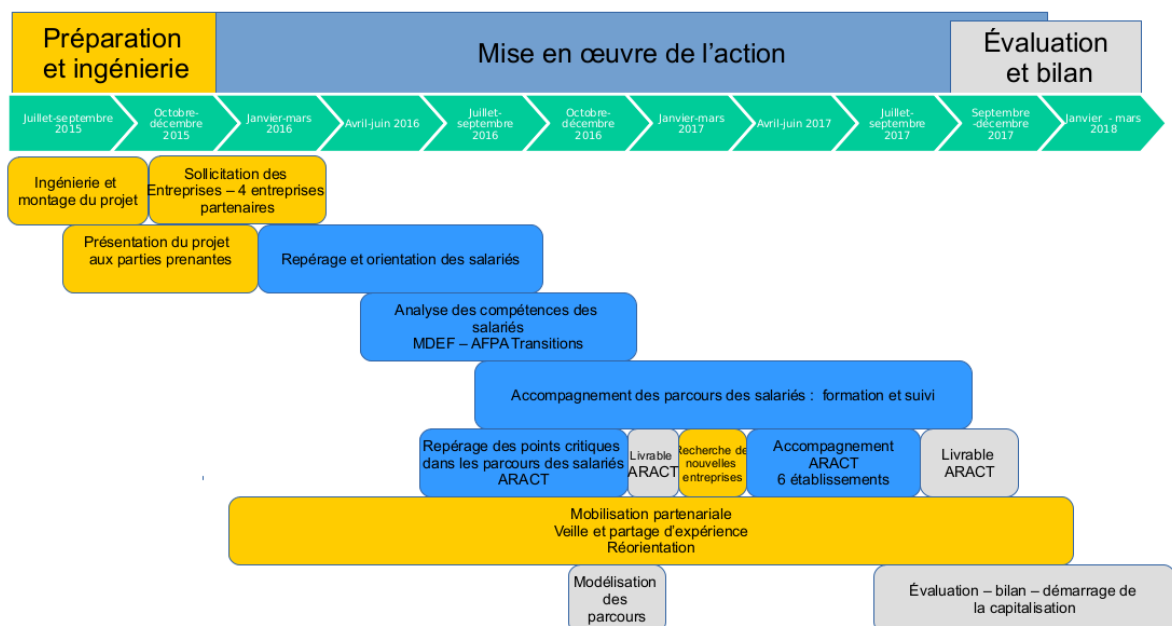 Préparation
et ingénierie
Mise en œuvre de l’action
Évaluation
et bilan
Juillet-septembre
2015
Octobre-
décembre
2015
Janvier-mars
2016
Avril-juin 2016
Juillet-
septembre
2016
Octobre-
décembre
2016
Janvier-mars
2017
Avril-juin 2017
Juillet-
septembre
2017
Septembre
-décembre
2017
Janvier - mars
2018
Ingénierie et
montage du projet
Sollicitation des
Entreprises – 4 entreprises
partenaires
Présentation du projet
aux parties prenantes
Repérage et orientation des salariés
Analyse des compétences des
salariés
MDEF – AFPA Transitions
Accompagnement des parcours des salariés : formation et suivi
Repérage des points critiques
dans les parcours des salariés
ARACT
Livrable
ARACT
Recherche de
nouvelles
entreprises
Accompagnement
ARACT
6 établissements
Livrable
ARACT
Mobilisation partenariale
Veille et partage d’expérience
Réorientation
Modélisation
des
parcours
Évaluation – bilan – démarrage de
la capitalisation